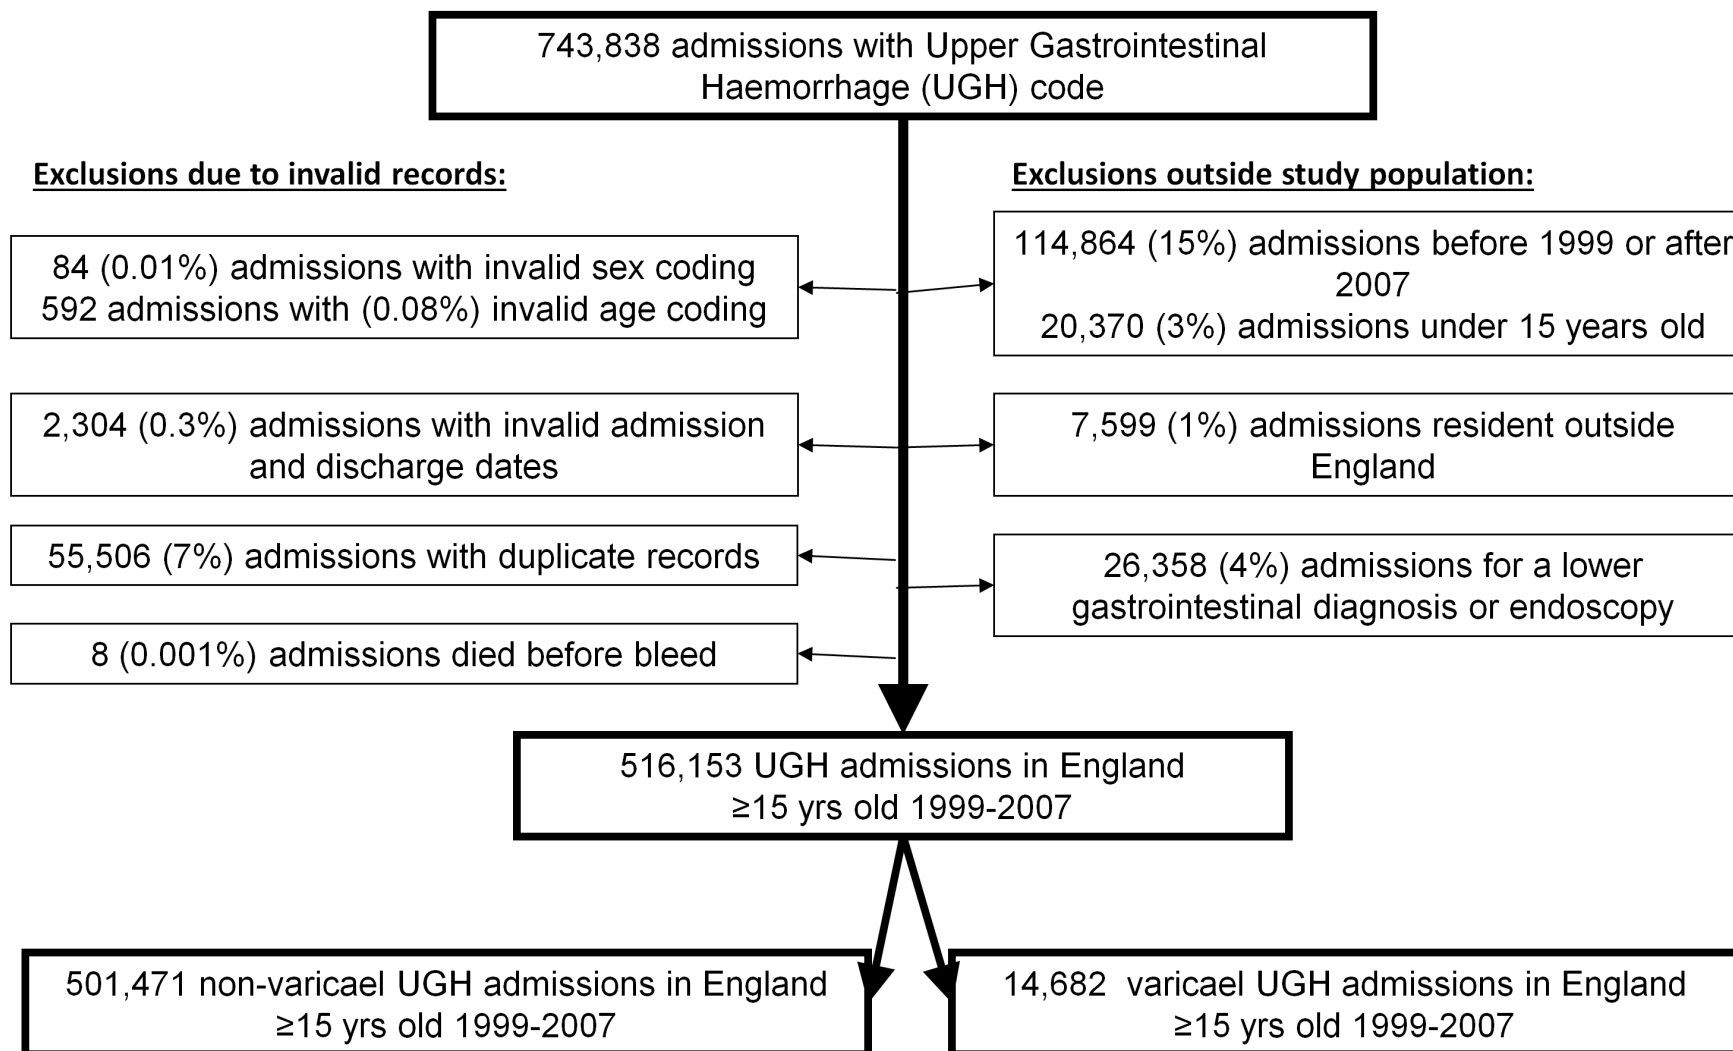 743,838 admissions with Upper Gastrointestinal
Haemorrhage (UGH) code
Exclusions due to invalid records:
Exclusions outside study population:
84 (0.01%) admissions with invalid sex coding
592 admissions with (0.08%) invalid age coding
114,864 (15%) admissions before 1999 or after
2007
20,370 (3%) admissions under 15 years old
2,304 (0.3%) admissions with invalid admission
and discharge dates
7,599 (1%) admissions resident outside
England
55,506 (7%) admissions with duplicate records
26,358 (4%) admissions for a lower
gastrointestinal diagnosis or endoscopy
8 (0.001%) admissions died before bleed
516,153 UGH admissions in England
≥15 yrs old 1999-2007
501,471 non-varicael UGH admissions in England
≥15 yrs old 1999-2007
14,682  varicael UGH admissions in England
≥15 yrs old 1999-2007